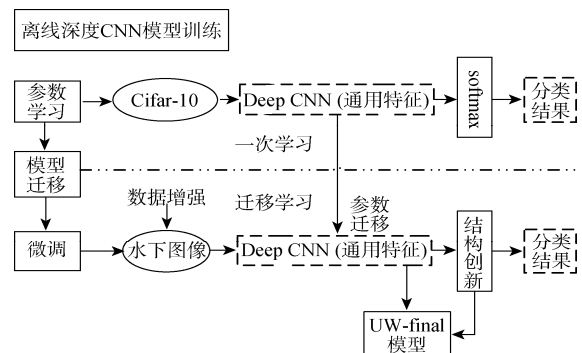 离线深度CNN模型训练
参数
学习
Cifar-10
Deep CNN (通用特征)
softmax
分类
结果
一次学习
模型
迁移
数据增强
迁移学习
参数
迁移
微调
水下图像
Deep CNN (通用特征)
结构创新
分类
结果
UW-final
模型